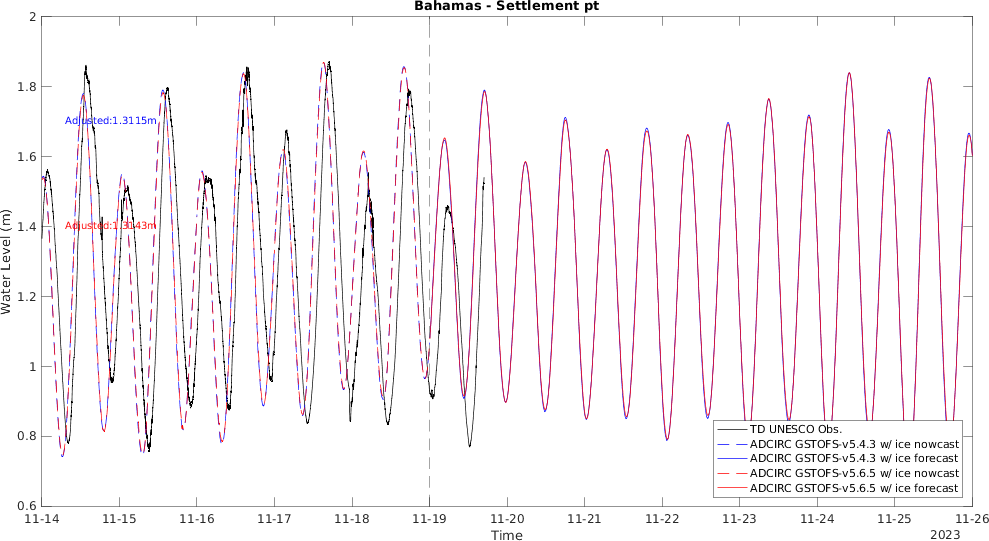 Bahamas - Settlement pt
2
1.8
1.6
1.4
1.2
1
0.8
0.6
Water Level (m)
Adjusted:1.3115m
Adjusted:1.3143m
TD UNESCO Obs.
ADCIRC GSTOFS-v5.4.3 w/ ice nowcast
ADCIRC GSTOFS-v5.4.3 w/ ice forecast
ADCIRC GSTOFS-v5.6.5 w/ ice nowcast
ADCIRC GSTOFS-v5.6.5 w/ ice forecast
11-14 11-15 11-16 11-17 11-18 11-19 11-20 11-21 11-22 11-23 11-24 11-25 11-26
Time
2023